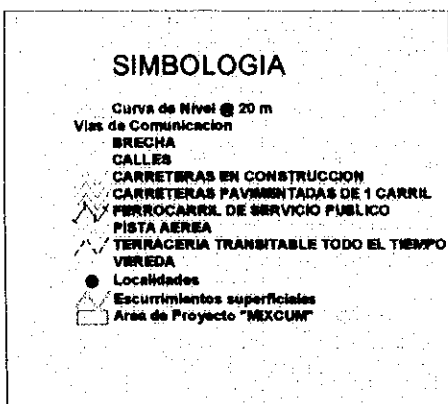 SIMBOLOGIA
Curva de Nivel @ 20 m
Vias de Comunicacion
BRECHA
CALLES
CARRETERAS EN CONSTRUCCION
CARRETERAS PAVIMENTADAS DE 1 CARRIL
FERROCARRIL DE SERVICIO PUBLICO
PISTA AEREA
TERRACERIA TRANSITABLE TODO EL TIEMPO
VEREDA
Localidades
Escurrimientos superficiales
Area de Proyecto "MIXCUM"